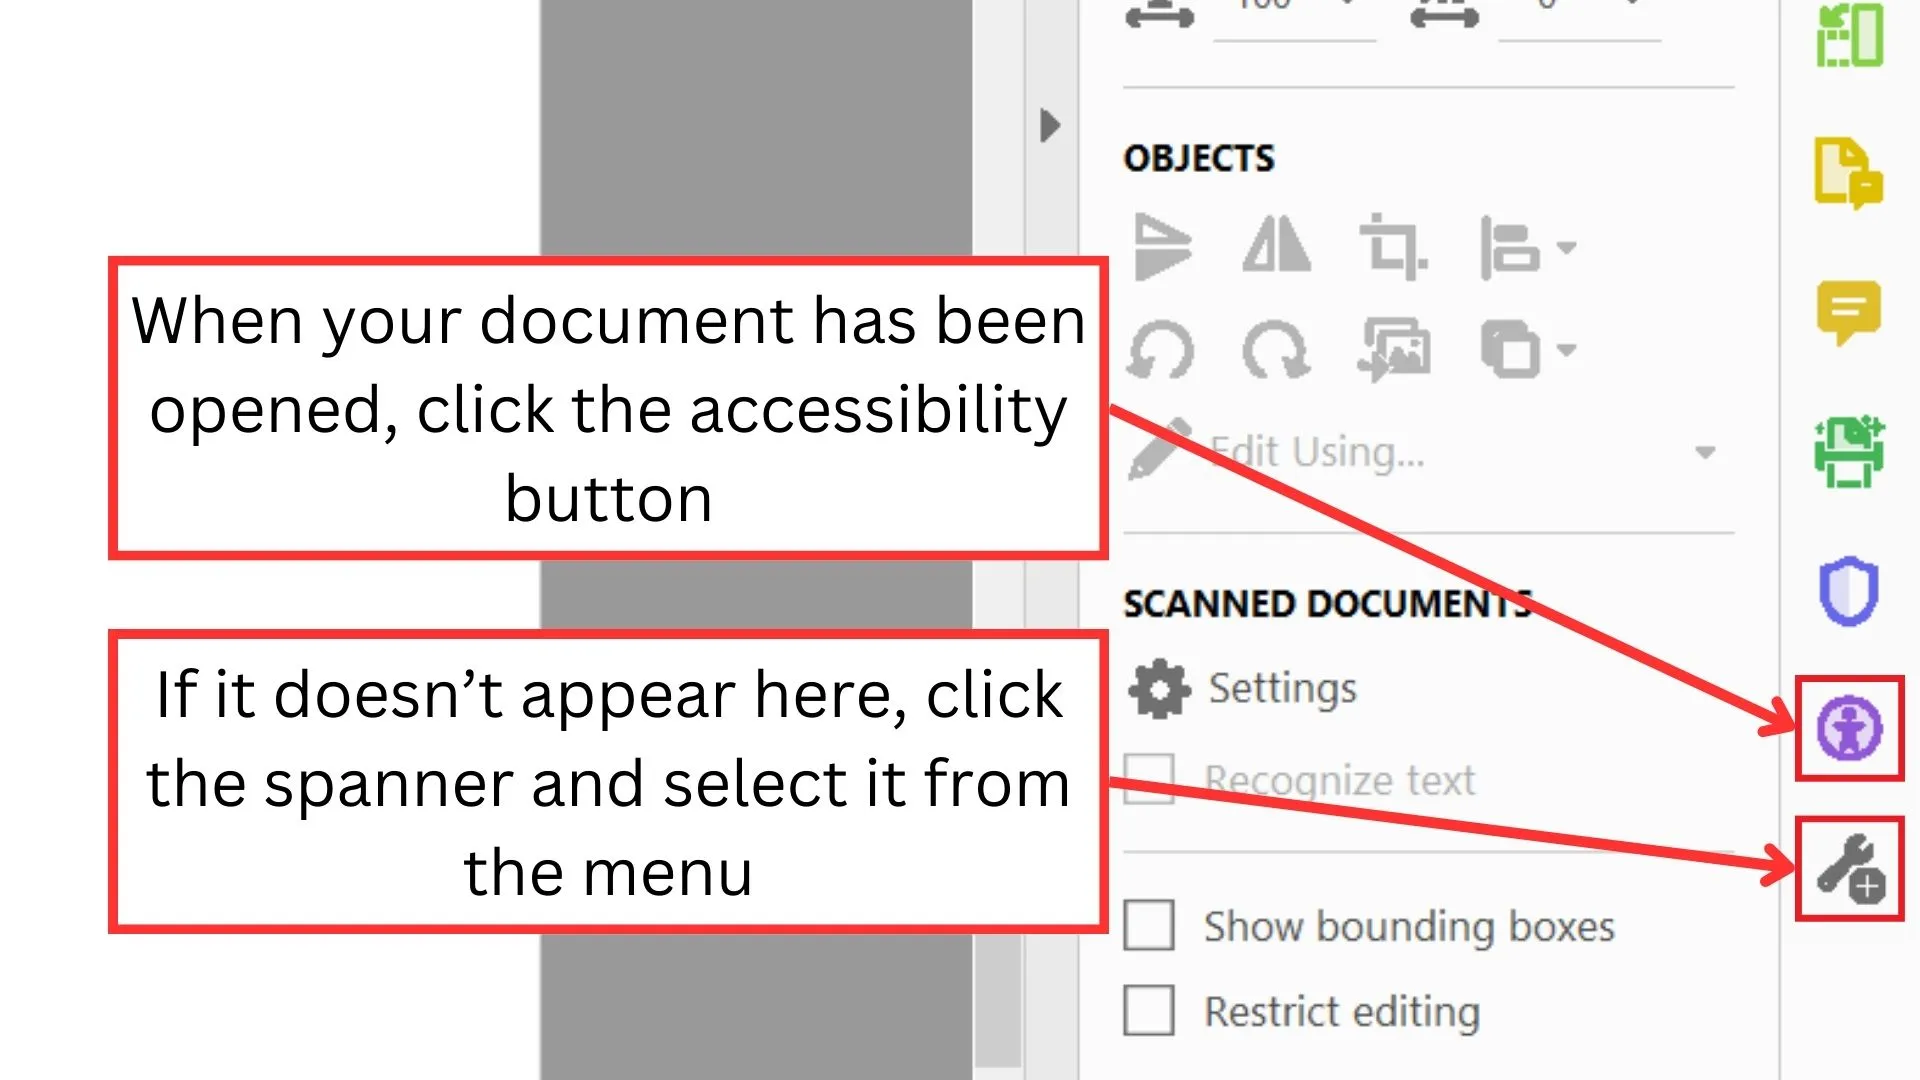 OBJECTS
When your document has been
opened, click the accessibility
button
Edit Using...
SCANNED DOCUMENTS
If it doesn’t appear here, click
the spanner and select it from
the menu
Settings
Recognize text
Show bounding boxes
Restrict editing